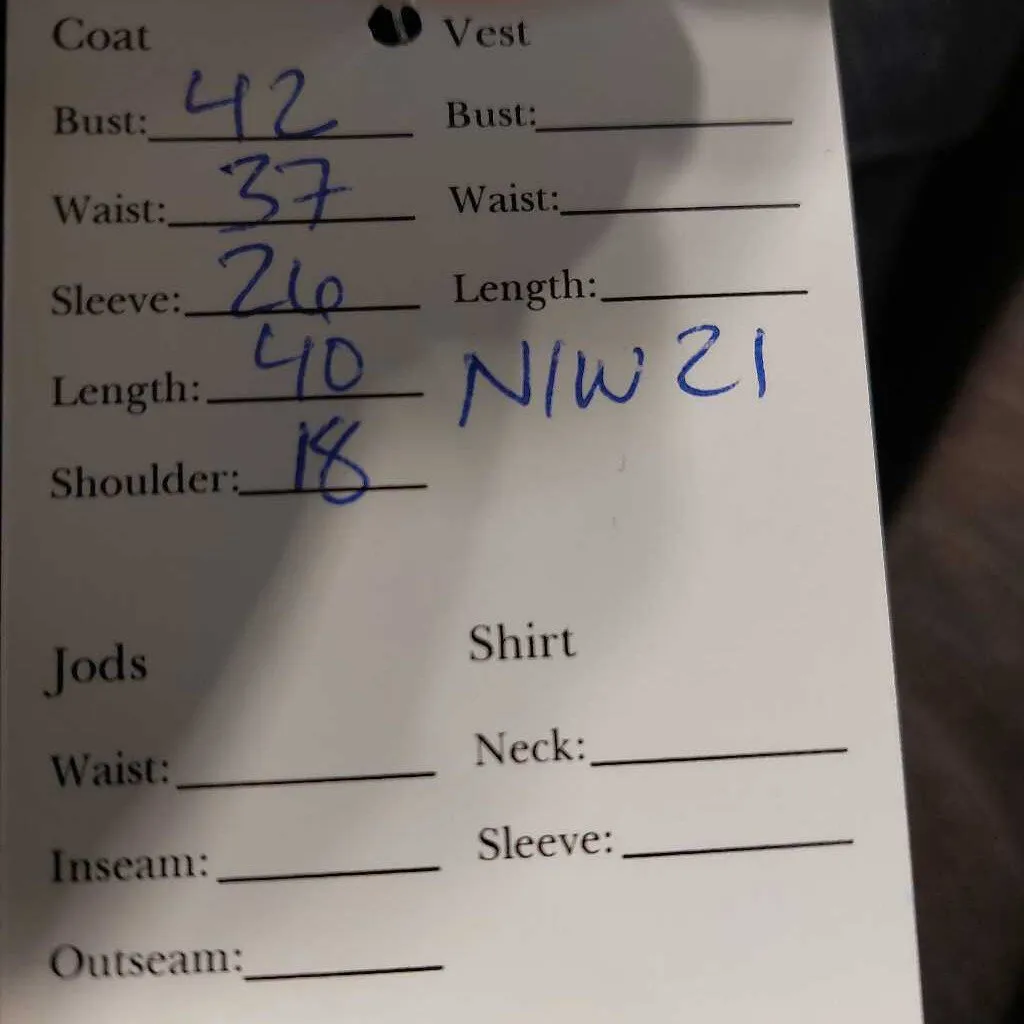 Coat
Bust: 42
Waist: 37
Sleeve: 26
Length: 40
Shoulder: 18
Vest
Bust:
Waist:
Length:
N/W 21
Jods
Waist:
Inseam:
Outseam:
Shirt
Neck:
Sleeve: